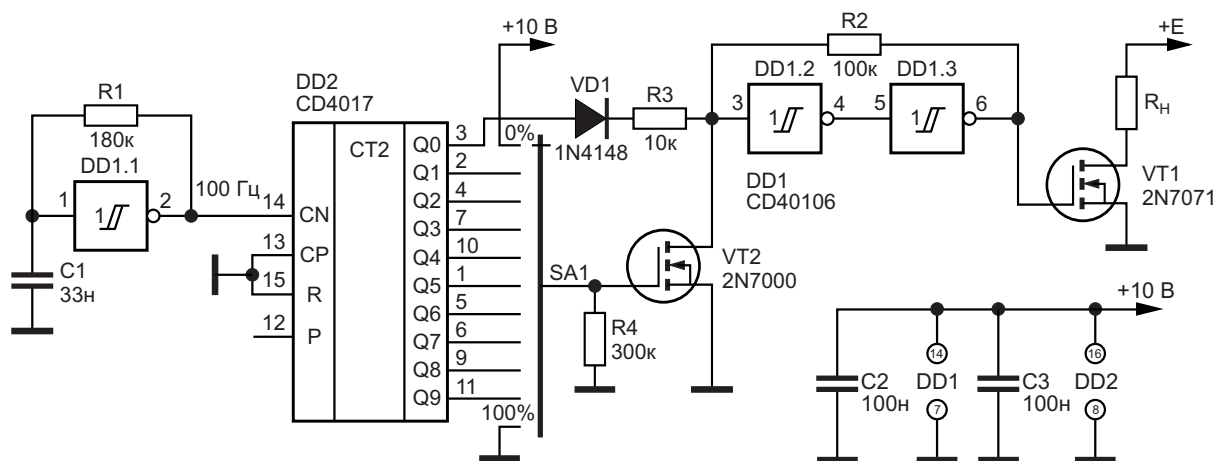 +10 В
R2
100к
+E
R1
180к
DD1.1
1
1
2
C1
33н
100 Гц
DD2
CD4017
14
CN
13
CP
15
R
12
P
CT2
Q0
3
Q1
2
Q2
4
Q3
7
Q4
10
Q5
1
Q6
5
Q7
6
Q8
9
Q9
11
0%
100%
VD1
1N4148
R3
10к
DD1.2
3
1
4
DD1.3
5
1
6
DD1
CD40106
Rн
VT1
2N7071
SA1
R4
300к
VT2
2N7000
+10 В
C2
100н
14
DD1
7
C3
100н
16
DD2
8